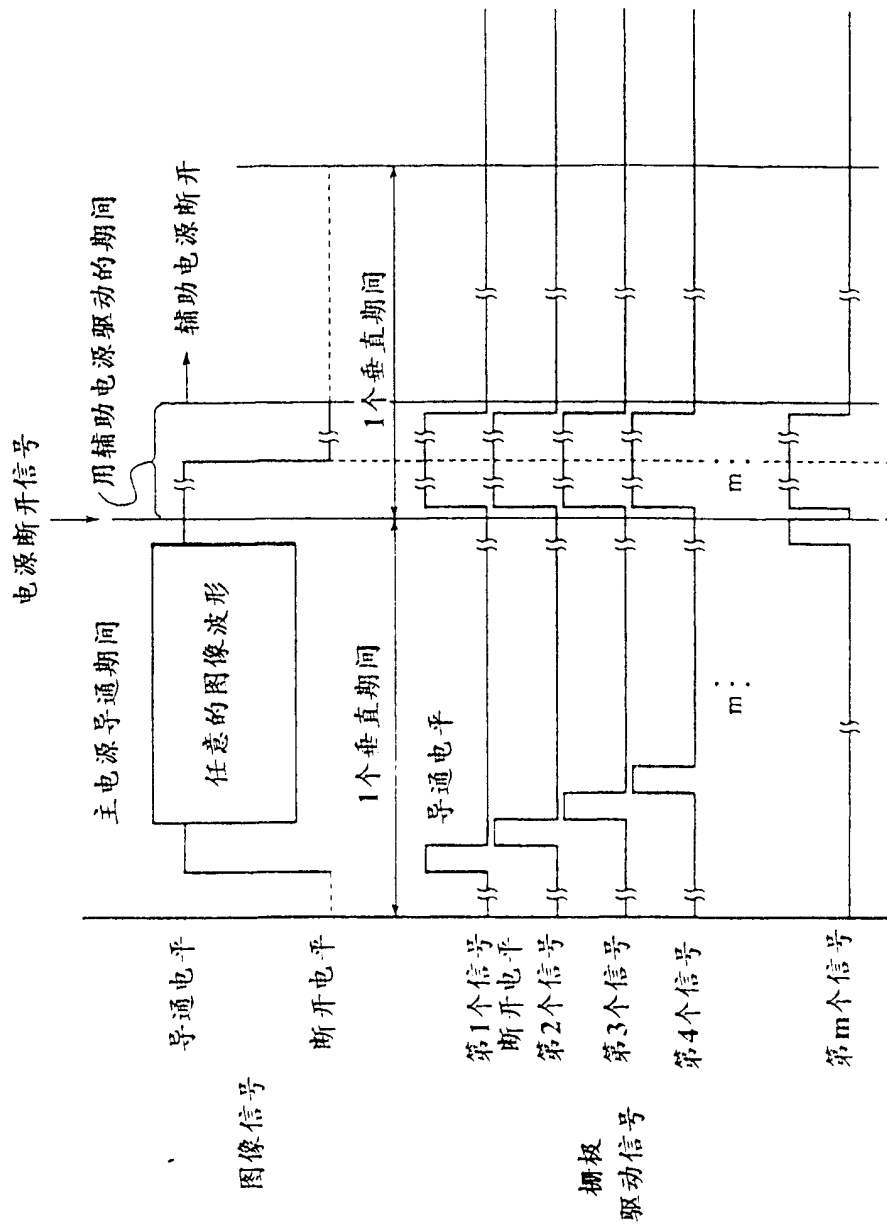 电源断开信号
用辅助电源驱动的期间
主电源导通期间
辅助电源断开
图像信号
导通电平
断开电平
任意的图像波形
1个垂直期间
1个垂直期间
栅极
驱动信号
导通电平
第1个信号
断开电平
第2个信号
第3个信号
第4个信号
m
m
第m个信号